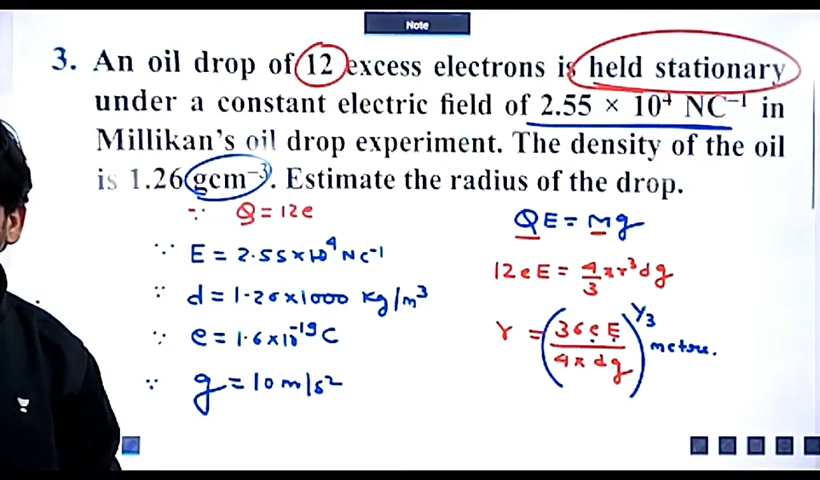 Note
3. An oil drop of 12 excess electrons is held stationary
under a constant electric field of 2.55 × 10⁴ NC⁻¹ in
Millikan's oil drop experiment. The density of the oil
is 1.26 gcm⁻³. Estimate the radius of the drop.
∵ Q = 12e
∵ E = 2.55×10⁴ NC⁻¹
∵ d = 1.26×1000 kg/m³
∵ e = 1.6×10⁻¹⁹ C
∵ g = 10 m/s²
QE = Mg
12eE = 4/3 πr³dg
r = (36eE / 4πdg)^1/3 metre.